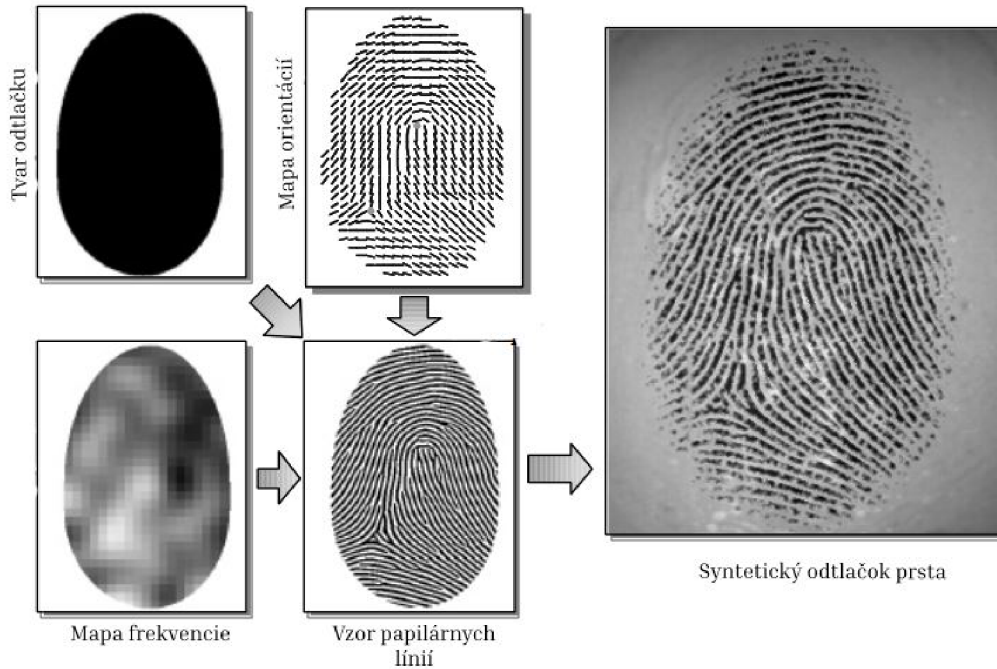 Tvar odtlačku
Mapa orientácií
Mapa frekvencie
Vzor papilárnych
línií
Syntetický odtlačok prsta